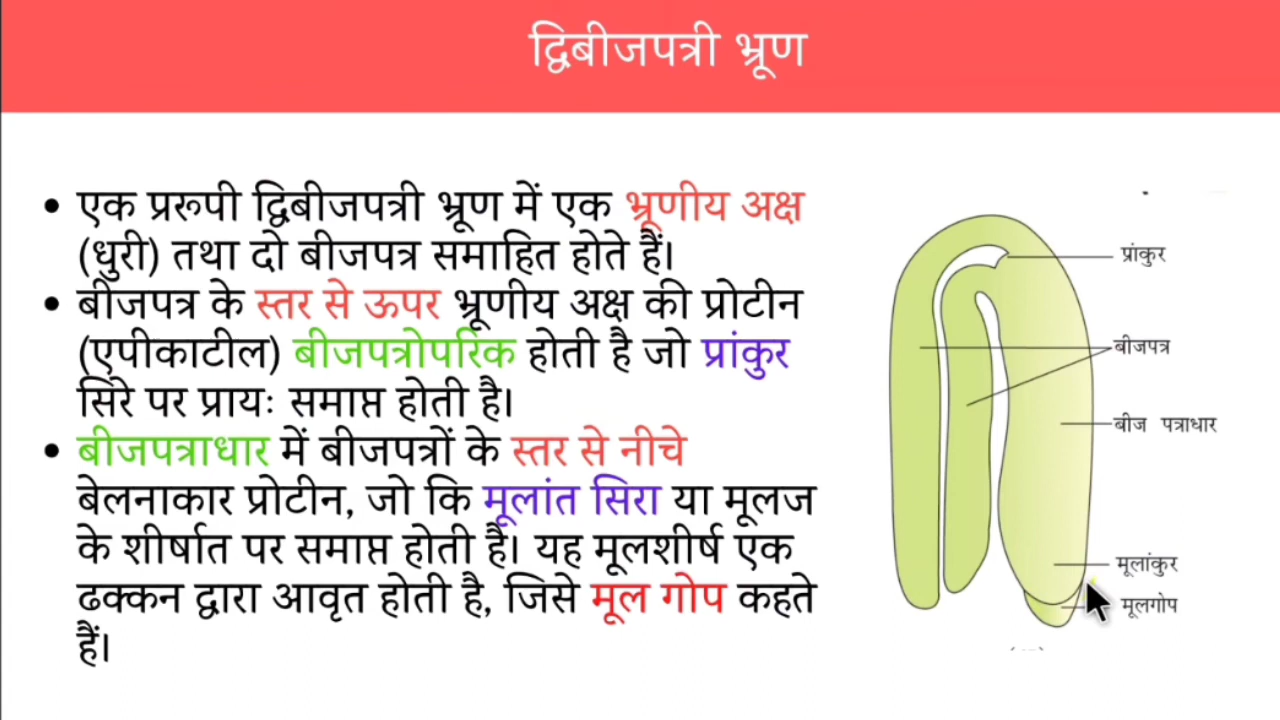 द्विबीजपत्री भ्रूण
• एक प्ररूपी द्विबीजपत्री भ्रूण में एक भ्रूणीय अक्ष
(धुरी) तथा दो बीजपत्र समाहित होते हैं।
• बीजपत्र के स्तर से ऊपर भ्रूणीय अक्ष की प्रोटीन
(एपीकाटील) बीजपत्रोपरिक होती है जो प्रांकुर
सिरे पर प्रायः समाप्त होती है।
• बीजपत्राधार में बीजपत्रों के स्तर से नीचे
बेलनाकार प्रोटीन, जो कि मूलांत सिरा या मूलज
के शीर्षात पर समाप्त होती है। यह मूलशीर्ष एक
ढक्कन द्वारा आवृत होती है, जिसे मूल गोप कहते
हैं।
प्रांकुर
बीजपत्र
बीज पत्राधार
मूलांकुर
मूलगोप